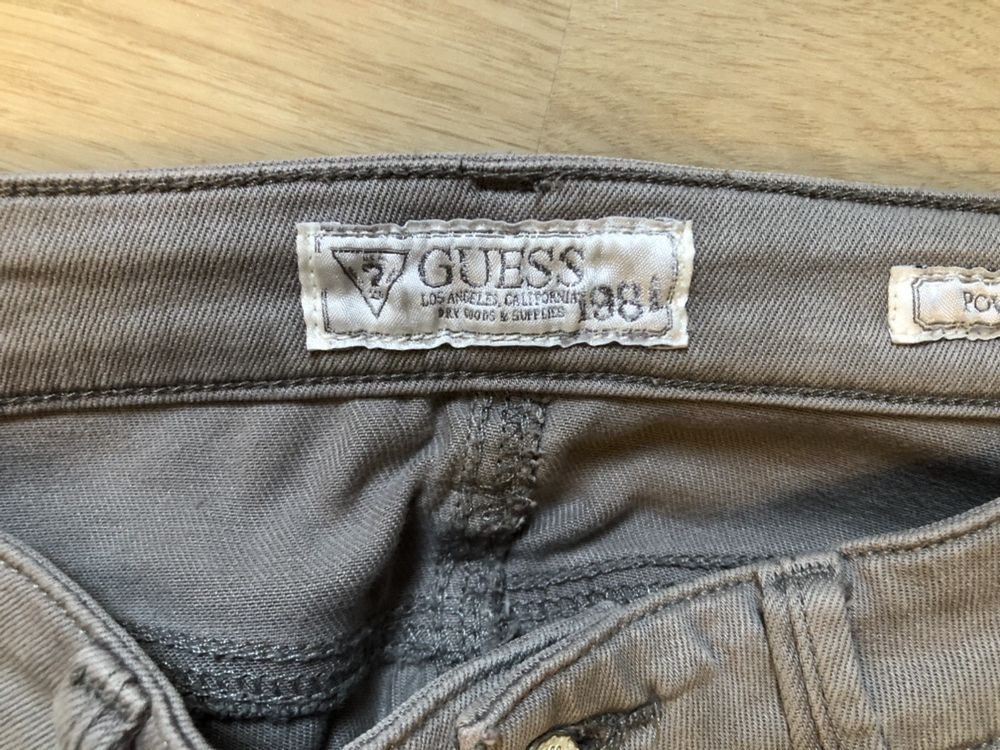 ?
GUESS
LOS ANGELES, CALIFORNIA
DRY GOODS & SUPPLIES
1981